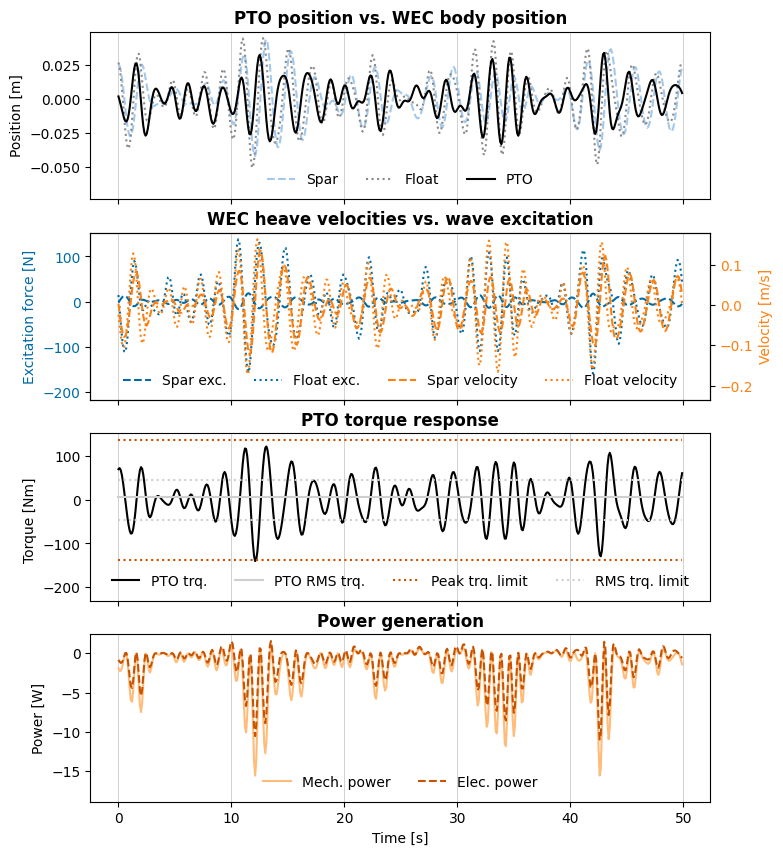 PTO position vs. WEC body position
0.025
0.000
−0.025
−0.050
Position [m]
Spar Float PTO
WEC heave velocities vs. wave excitation
100
0
−100
−200
Excitation force [N]
0.1
0.0
−0.1
−0.2
Velocity [m/s]
Spar exc. Float exc. Spar velocity Float velocity
PTO torque response
100
0
−100
−200
Torque [Nm]
PTO trq. PTO RMS trq. Peak trq. limit RMS trq. limit
Power generation
0
−5
−10
−15
Power [W]
Mech. power Elec. power
0 10 20 30 40 50
Time [s]